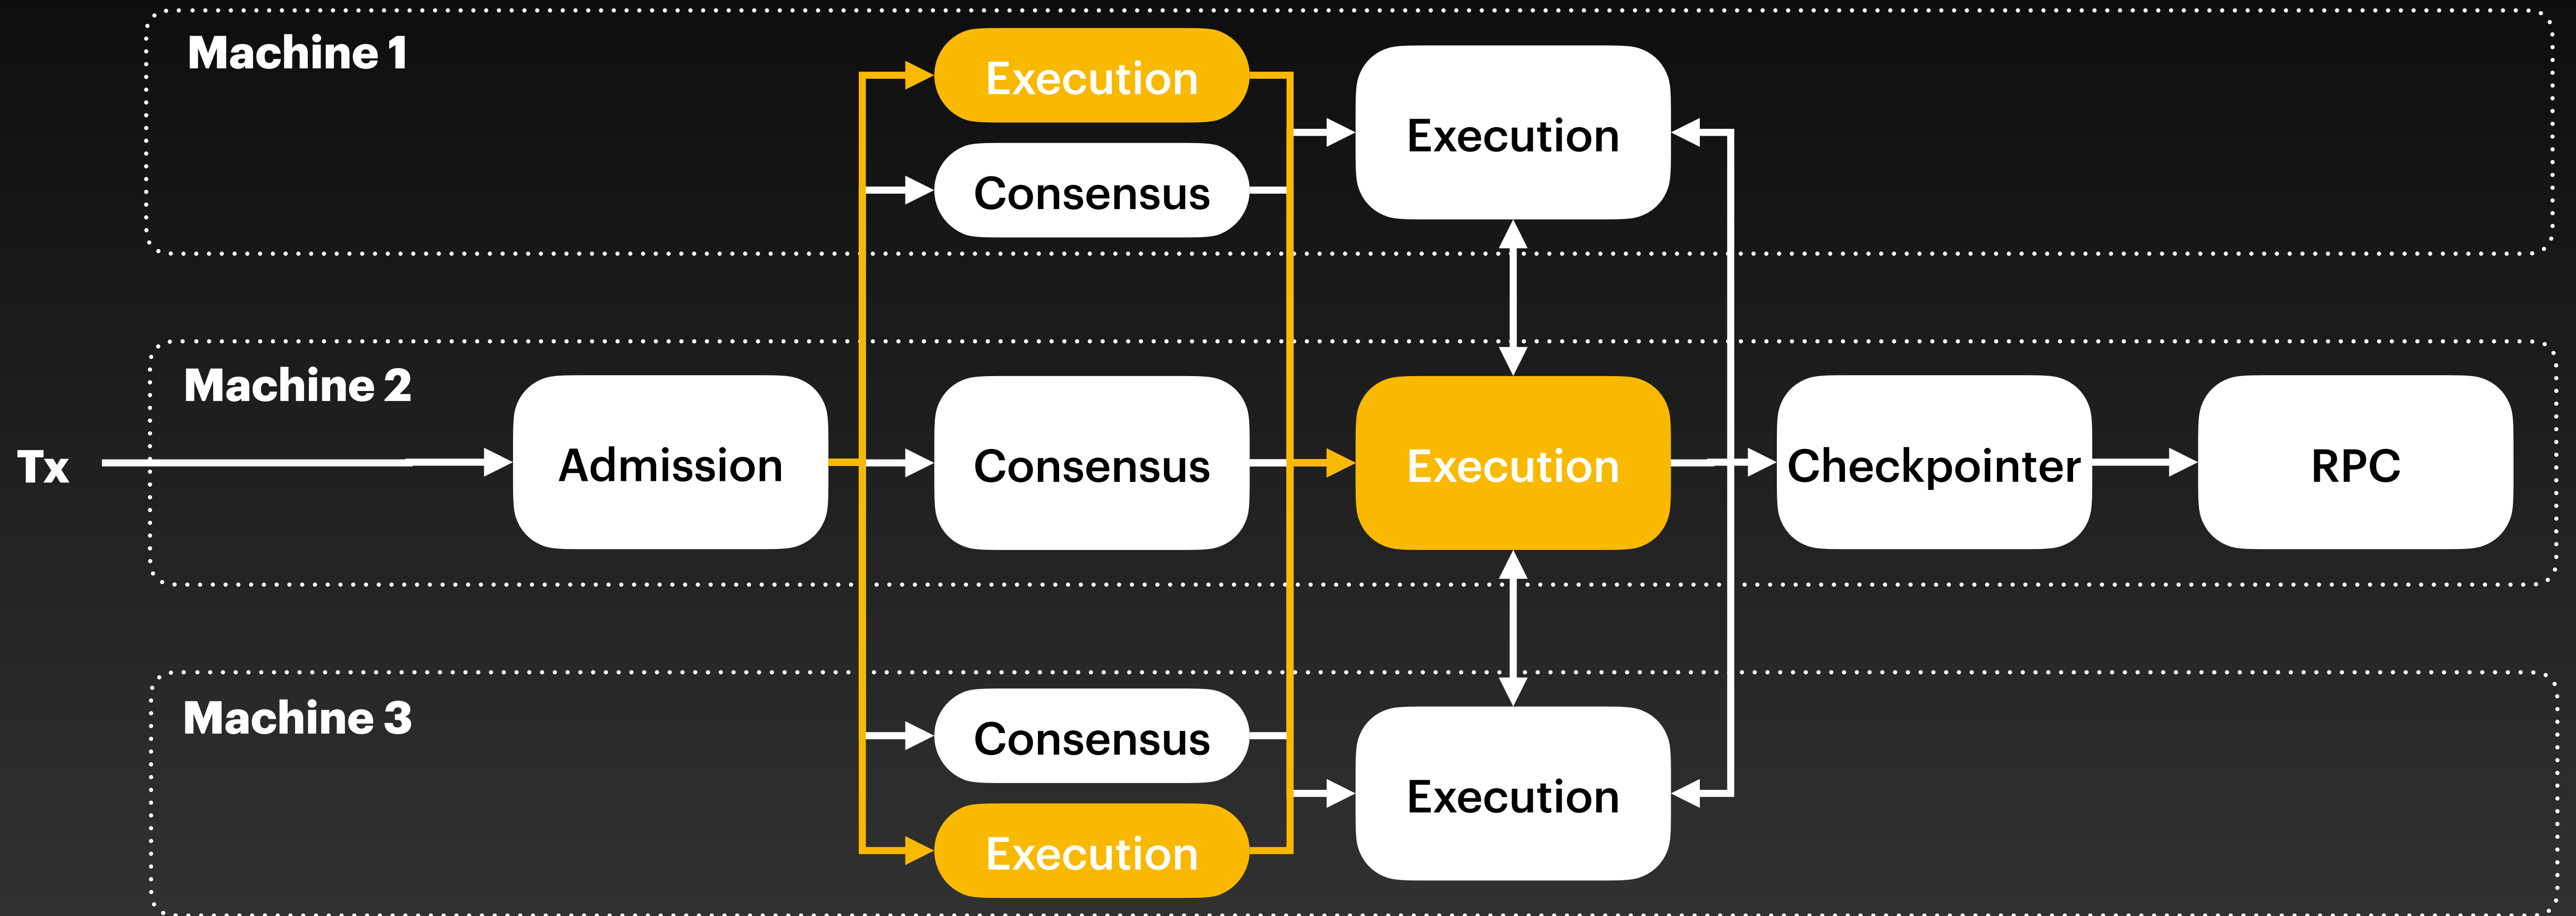 Machine 1
Execution
Consensus
Execution
Machine 2
Tx
Admission
Consensus
Execution
Checkpointer
RPC
Machine 3
Consensus
Execution
Execution